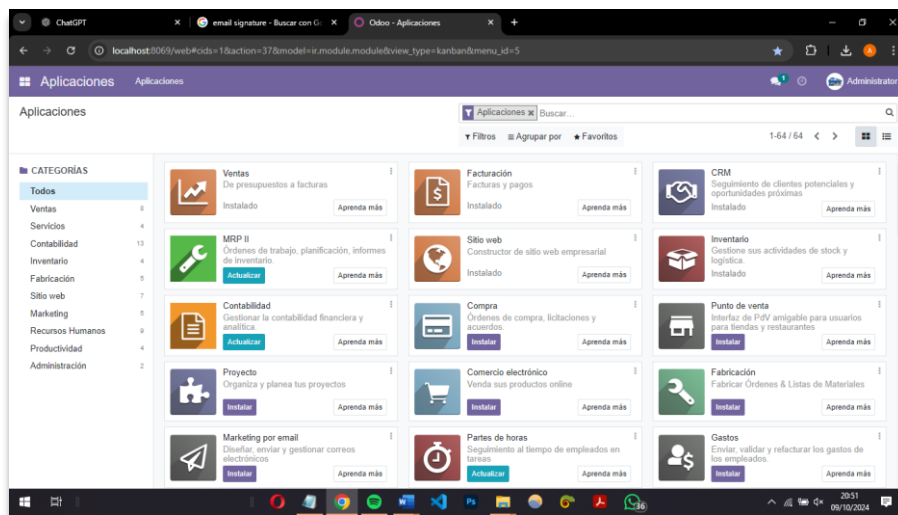 ChatGPT
email signature - Buscar con G
Odoo - Aplicaciones
localhost:8069/web#cids=1&action=37&model=ir.module.module&view_type=kanban&menu_id=5
A
Aplicaciones
Aplicaciones
1
Administrator
Aplicaciones
Aplicaciones
Buscar...
Filtros
Agrupar por
Favoritos
1-64 / 64
CATEGORÍAS
Todos
Ventas 8
Servicios 4
Contabilidad 13
Inventario 4
Fabricación 5
Sitio web 7
Marketing 5
Recursos Humanos 9
Productividad 4
Administración 2
Ventas
De presupuestos a facturas
Instalado
Aprenda más
Facturación
Facturas y pagos
Instalado
Aprenda más
CRM
Seguimiento de clientes potenciales y
oportunidades próximas
Instalado
Aprenda más
MRP II
Órdenes de trabajo, planificación, informes
de inventario.
Actualizar
Aprenda más
Sitio web
Constructor de sitio web empresarial
Instalado
Aprenda más
Inventario
Gestione sus actividades de stock y
logística.
Instalado
Aprenda más
Contabilidad
Gestionar la contabilidad financiera y
analítica.
Actualizar
Aprenda más
Compra
Órdenes de compra, licitaciones y
acuerdos.
Instalar
Aprenda más
Punto de venta
Interfaz de PdV amigable para usuarios
para tiendas y restaurantes
Instalar
Aprenda más
Proyecto
Organiza y planea tus proyectos
Instalar
Aprenda más
Comercio electrónico
Venda sus productos online
Instalar
Aprenda más
Fabricación
Fabricar Órdenes & Listas de Materiales
Instalar
Aprenda más
Marketing por email
Diseñar, enviar y gestionar correos
electrónicos
Instalar
Aprenda más
Partes de horas
Seguimiento al tiempo de empleados en
tareas
Actualizar
Aprenda más
Gastos
Enviar, validar y refacturar los gastos de
los empleados.
Instalar
Aprenda más
Ps
36
20:51
09/10/2024